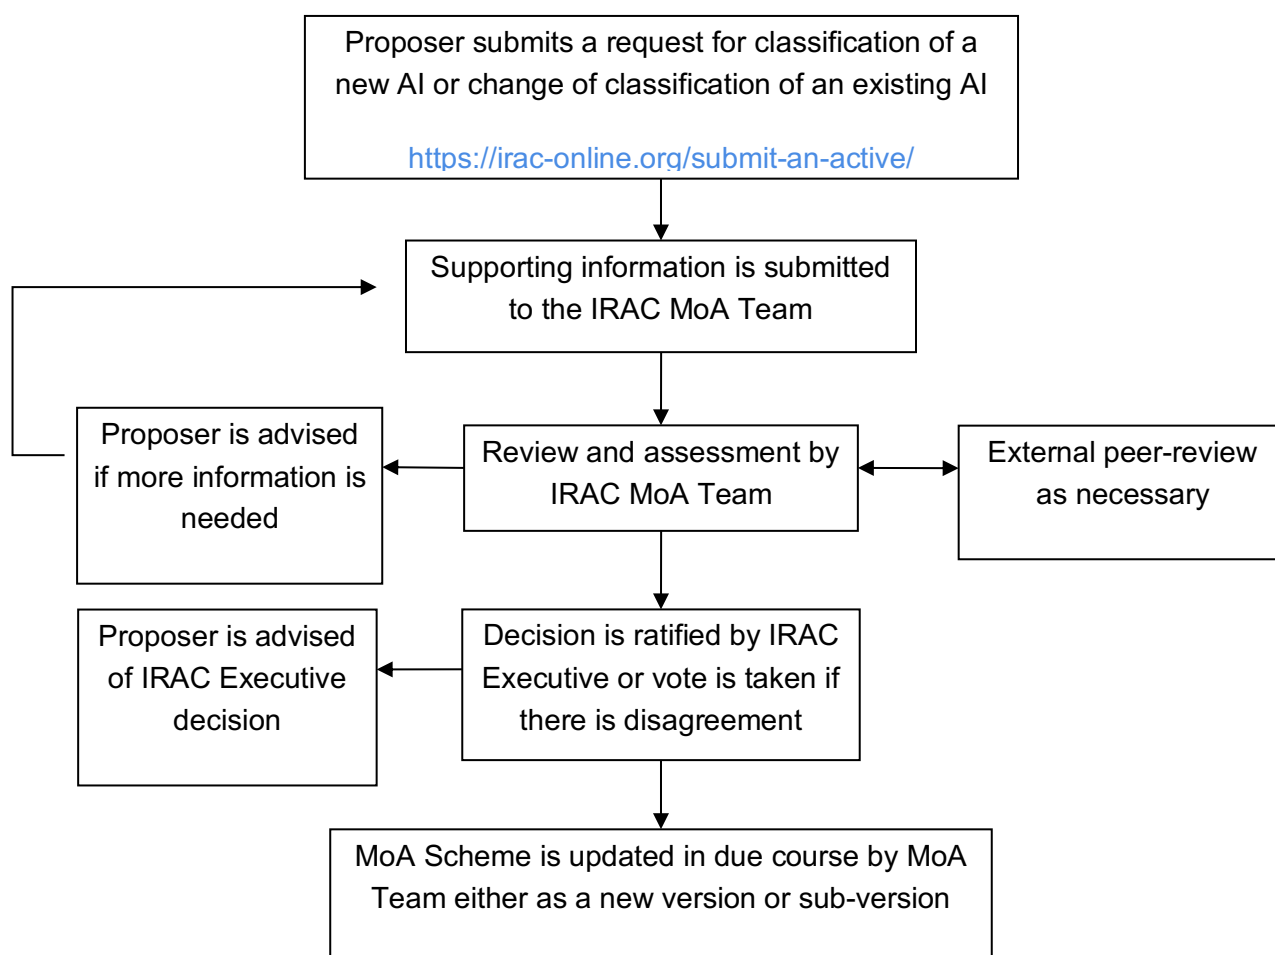 Proposer submits a request for classification of a
new AI or change of classification of an existing AI
https://irac-online.org/submit-an-active/
Supporting information is submitted
to the IRAC MoA Team
Proposer is advised
if more information is
needed
Review and assessment by
IRAC MoA Team
External peer-review
as necessary
Proposer is advised
of IRAC Executive
decision
Decision is ratified by IRAC
Executive or vote is taken if
there is disagreement
MoA Scheme is updated in due course by MoA
Team either as a new version or sub-version